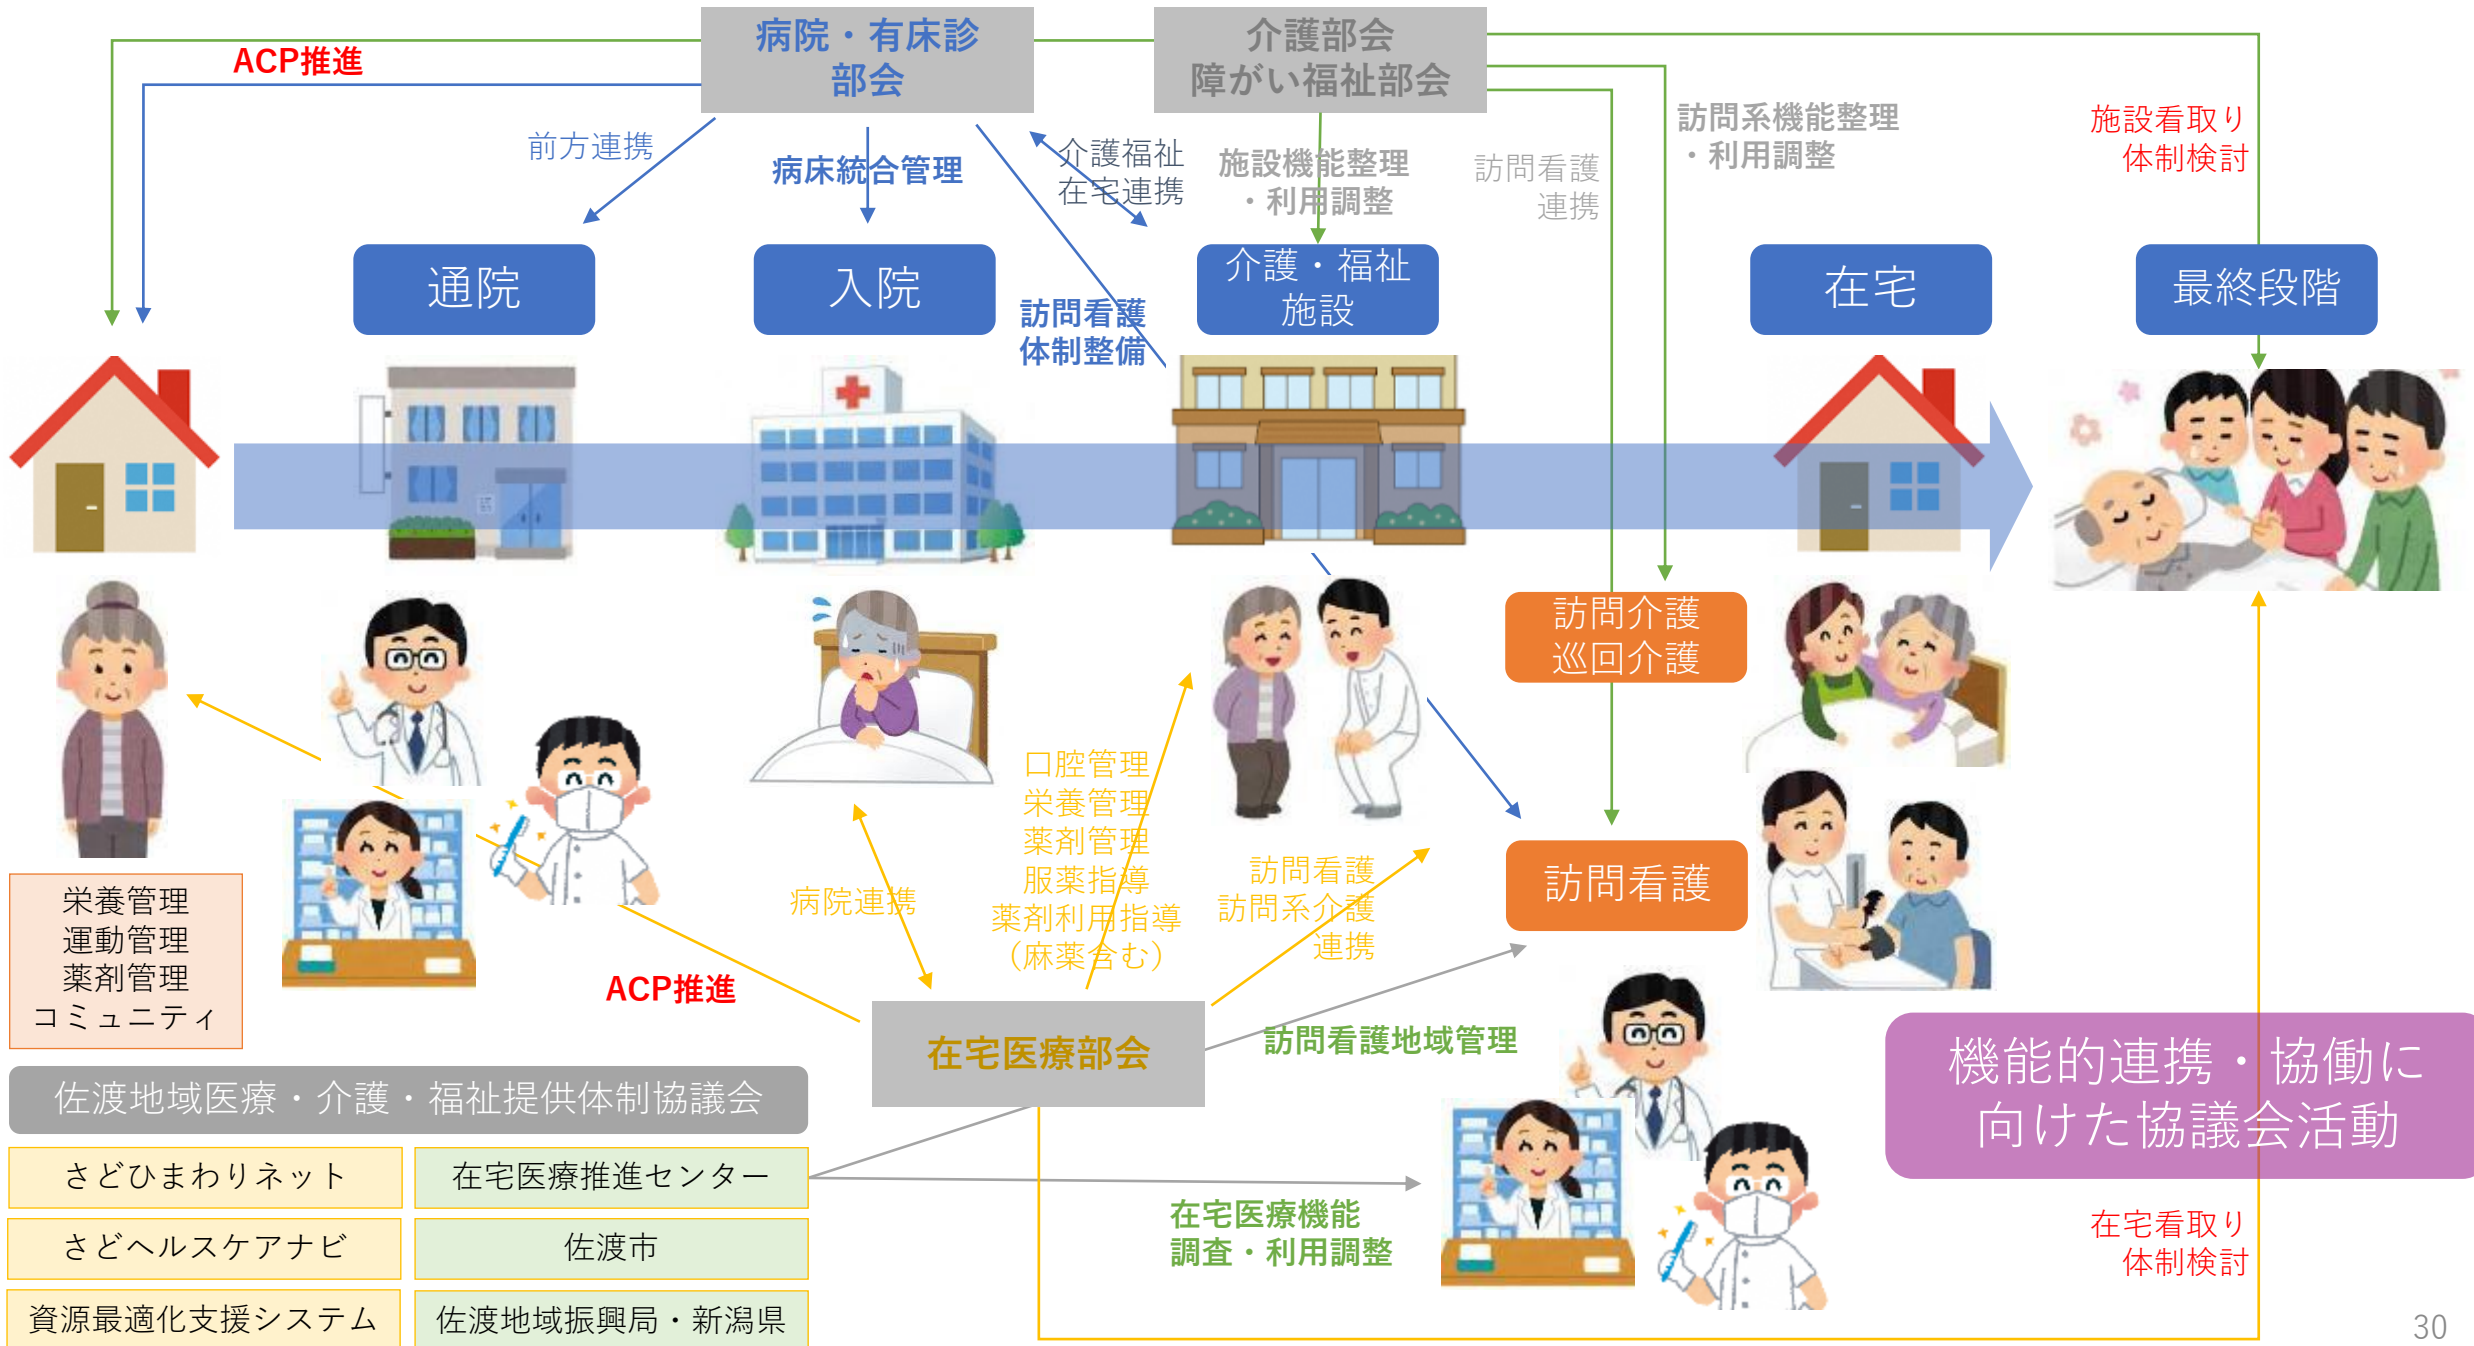 病院・有床診
部会
介護部会
障がい福祉部会
ACP推進
前方連携
病床統合管理
介護福祉
在宅連携
施設機能整理
・利用調整
訪問看護
連携
訪問系機能整理
・利用調整
施設看取り
体制検討
通院
入院
訪問看護
体制整備
介護・福祉
施設
在宅
最終段階
訪問介護
巡回介護
口腔管理
栄養管理
薬剤管理
服薬指導
薬剤利用指導
（麻薬含む）
病院連携
訪問看護
訪問系介護
連携
訪問看護
栄養管理
運動管理
薬剤管理
コミュニティ
ACP推進
在宅医療部会
訪問看護地域管理
機能的連携・協働に
向けた協議会活動
佐渡地域医療・介護・福祉提供体制協議会
さどひまわりネット
在宅医療推進センター
さどヘルスケアナビ
佐渡市
資源最適化支援システム
佐渡地域振興局・新潟県
在宅医療機能
調査・利用調整
在宅看取り
体制検討
30